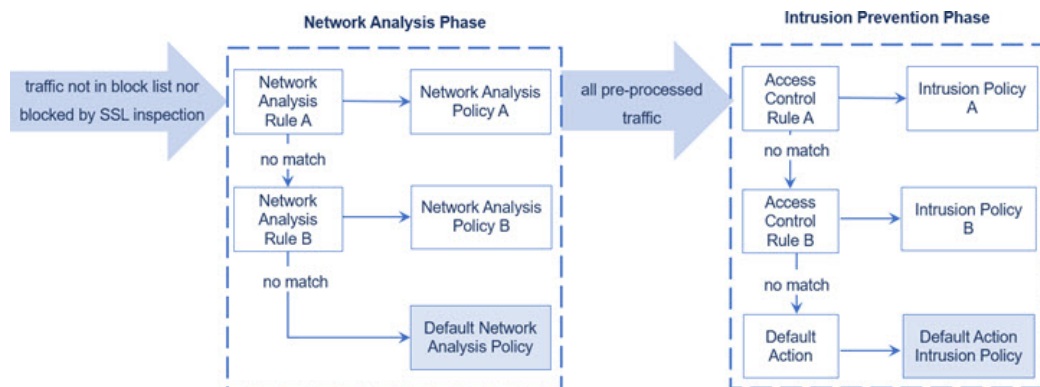 Network Analysis Phase
traffic not in block list nor
blocked by SSL inspection
Network
Analysis
Rule A
Network Analysis
Policy A
no match
Network
Analysis
Rule B
Network Analysis
Policy B
no match
Default Network
Analysis Policy
all pre-processed
traffic
Intrusion Prevention Phase
Access
Control
Rule A
Intrusion Policy
A
no match
Access
Control
Rule B
Intrusion Policy
B
no match
Default
Action
Default Action
Intrusion Policy